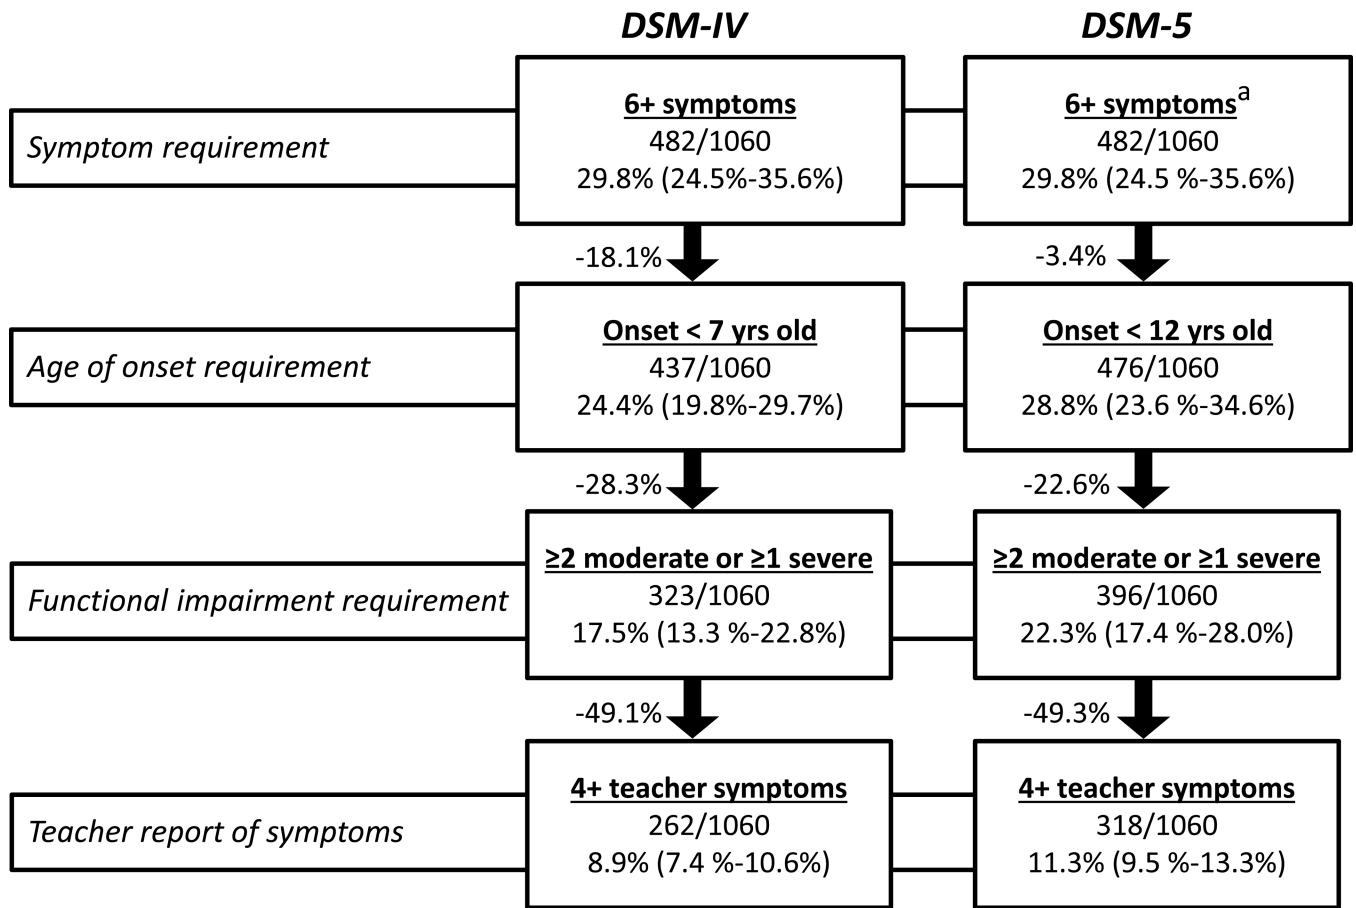 DSM-IV
DSM-5
Symptom requirement
6+ symptoms
482/1060
29.8% (24.5%-35.6%)
6+ symptomsᵃ
482/1060
29.8% (24.5 %-35.6%)
-18.1%
-3.4%
Age of onset requirement
Onset < 7 yrs old
437/1060
24.4% (19.8%-29.7%)
Onset < 12 yrs old
476/1060
28.8% (23.6 %-34.6%)
-28.3%
-22.6%
Functional impairment requirement
≥2 moderate or ≥1 severe
323/1060
17.5% (13.3 %-22.8%)
≥2 moderate or ≥1 severe
396/1060
22.3% (17.4 %-28.0%)
-49.1%
-49.3%
Teacher report of symptoms
4+ teacher symptoms
262/1060
8.9% (7.4 %-10.6%)
4+ teacher symptoms
318/1060
11.3% (9.5 %-13.3%)